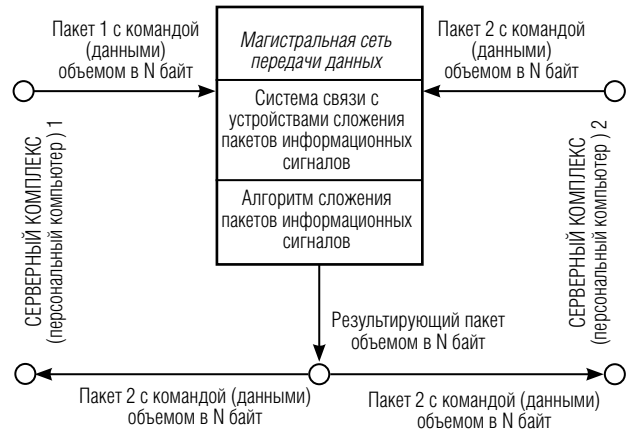 Пакет 1 с командой
(данными)
объемом в N байт
Магистральная сеть
передачи данных
Пакет 2 с командой
(данными)
объемом в N байт
Система связи с
устройствами сложения
пакетов информационных
сигналов
Алгоритм сложения
пакетов информационных
сигналов
СЕРВЕРНЫЙ КОМПЛЕКС
(персональный компьютер ) 1
СЕРВЕРНЫЙ КОМПЛЕКС
(персональный компьютер ) 2
Результирующий пакет
объемом в N байт
Пакет 2 с командой (данными)
объемом в N байт
Пакет 2 с командой (данными)
объемом в N байт